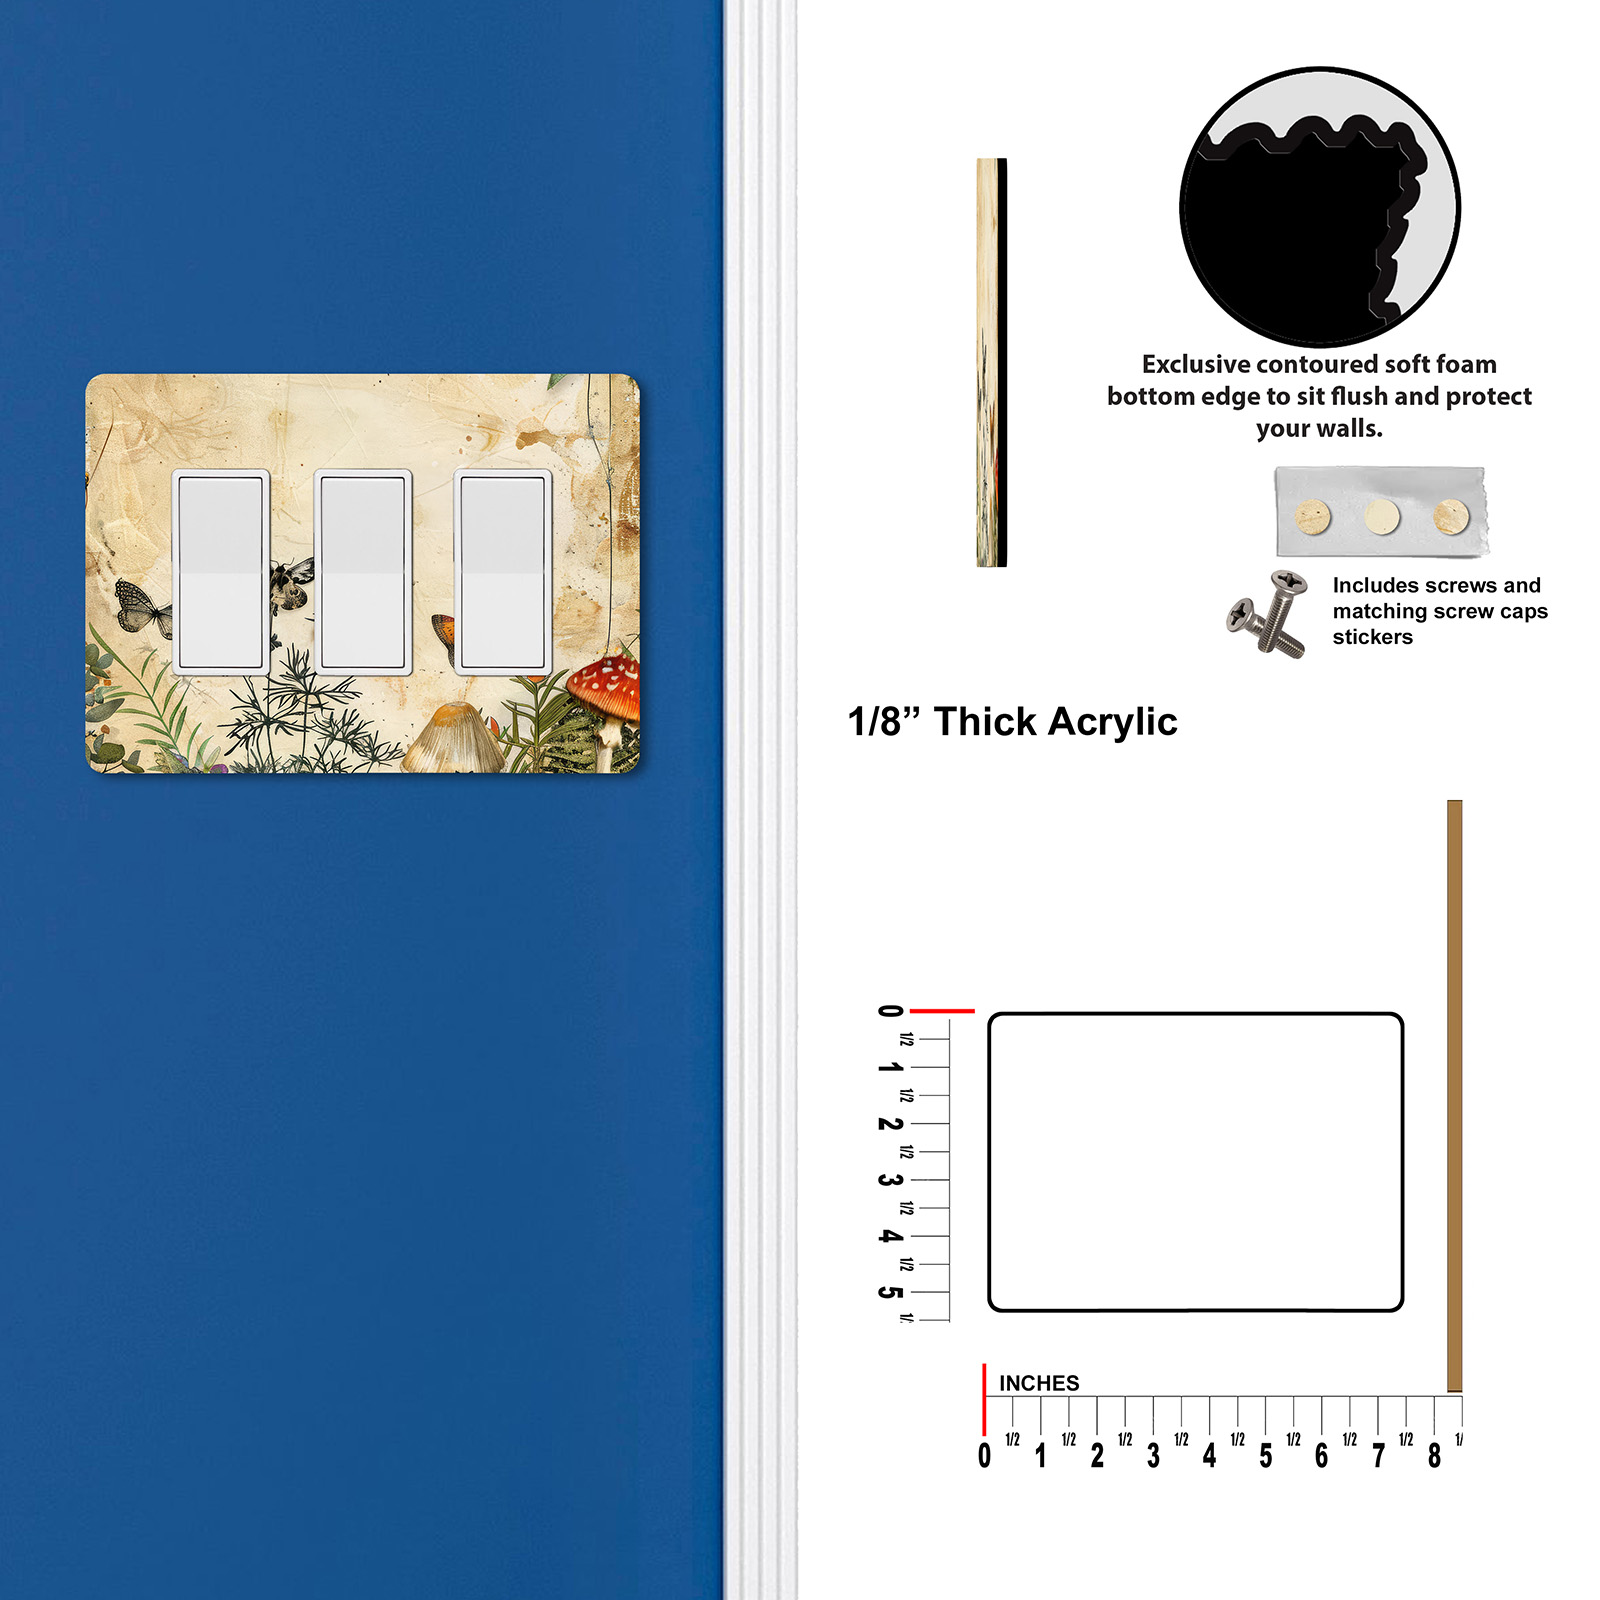 Exclusive contoured soft foam
bottom edge to sit flush and protect
your walls.
Includes screws and
matching screw caps
stickers
1/8” Thick Acrylic
0
1/2
1
1/2
2
1/2
3
1/2
4
1/2
5
1/
INCHES
0 1/2 1 1/2 2 1/2 3 1/2 4 1/2 5 1/2 6 1/2 7 1/2 8 1/